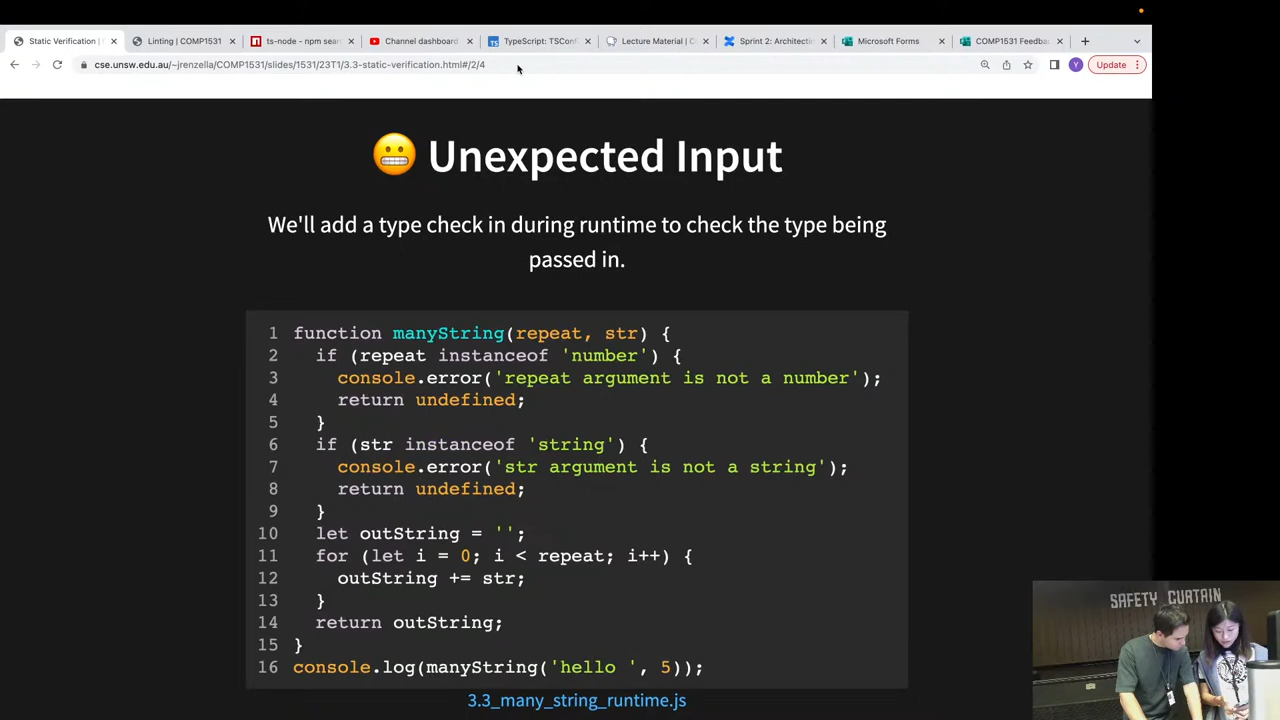 Static Verification |
Linting | COMP1531
ts-node - npm sear
Channel dashboard
TypeScript: TSConf
Lecture Material | C
Sprint 2: Architectin
Microsoft Forms
COMP1531 Feedbac
cse.unsw.edu.au/~jrenzella/COMP1531/slides/1531/23T1/3.3-static-verification.html#/2/4
Y
Update
😬 Unexpected Input
We'll add a type check in during runtime to check the type being
passed in.
1 function manyString(repeat, str) {
2 if (repeat instanceof 'number') {
3 console.error('repeat argument is not a number');
4 return undefined;
5 }
6 if (str instanceof 'string') {
7 console.error('str argument is not a string');
8 return undefined;
9 }
10 let outString = '';
11 for (let i = 0; i < repeat; i++) {
12 outString += str;
13 }
14 return outString;
15 }
16 console.log(manyString('hello ', 5));
3.3_many_string_runtime.js
SAFETY CURTAIN